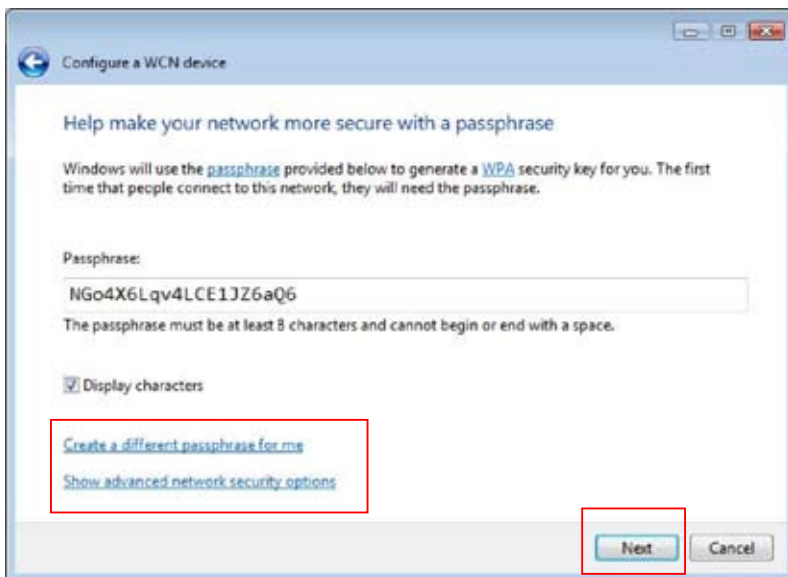 Configure a WCN device
Help make your network more secure with a passphrase
Windows will use the passphrase provided below to generate a WPA security key for you. The first
time that people connect to this network, they will need the passphrase.
Passphrase:
NGo4X6Lqv4LCE1JZ6aQ6
The passphrase must be at least 8 characters and cannot begin or end with a space.
Display characters
Create a different passphrase for me
Show advanced network security options
Next Cancel